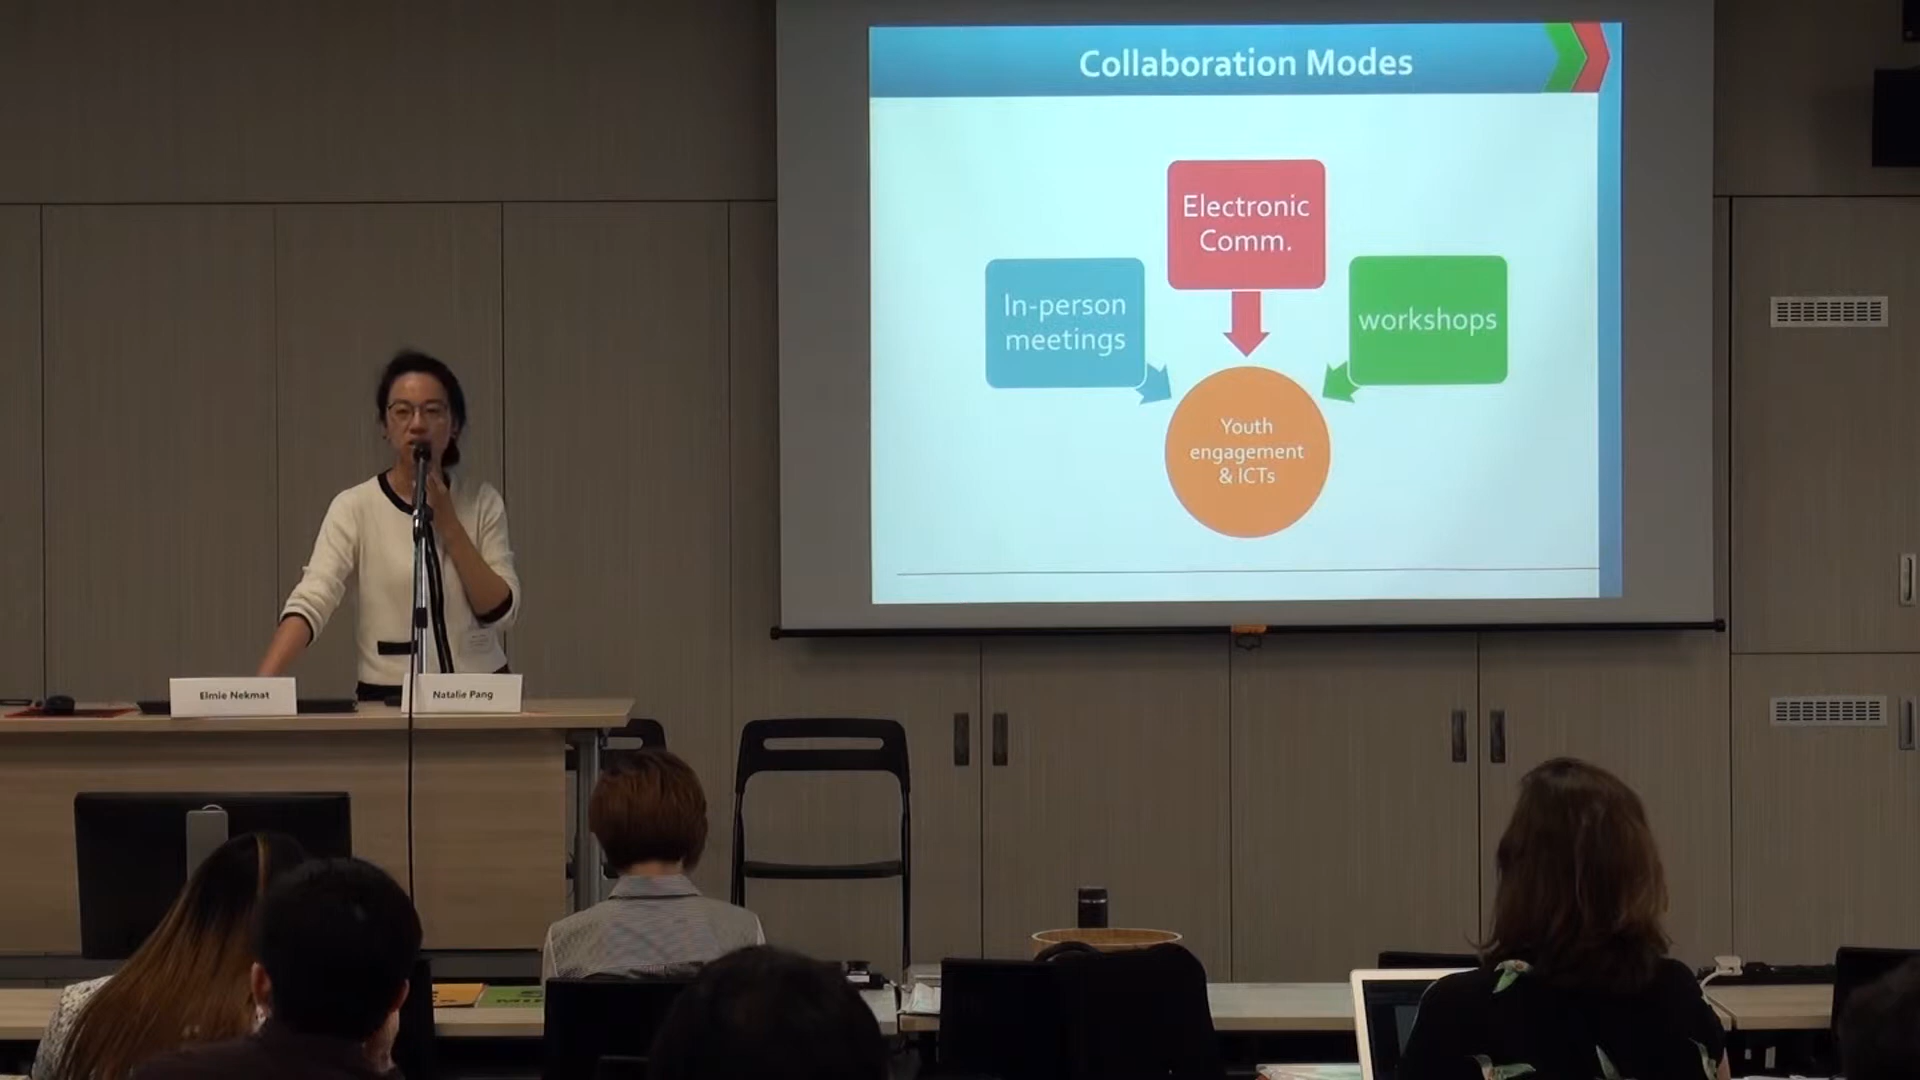 Collaboration Modes
Electronic
Comm.
In-person
meetings
workshops
Youth
engagement
& ICTs
Elmie Nekmat
Natalie Pang